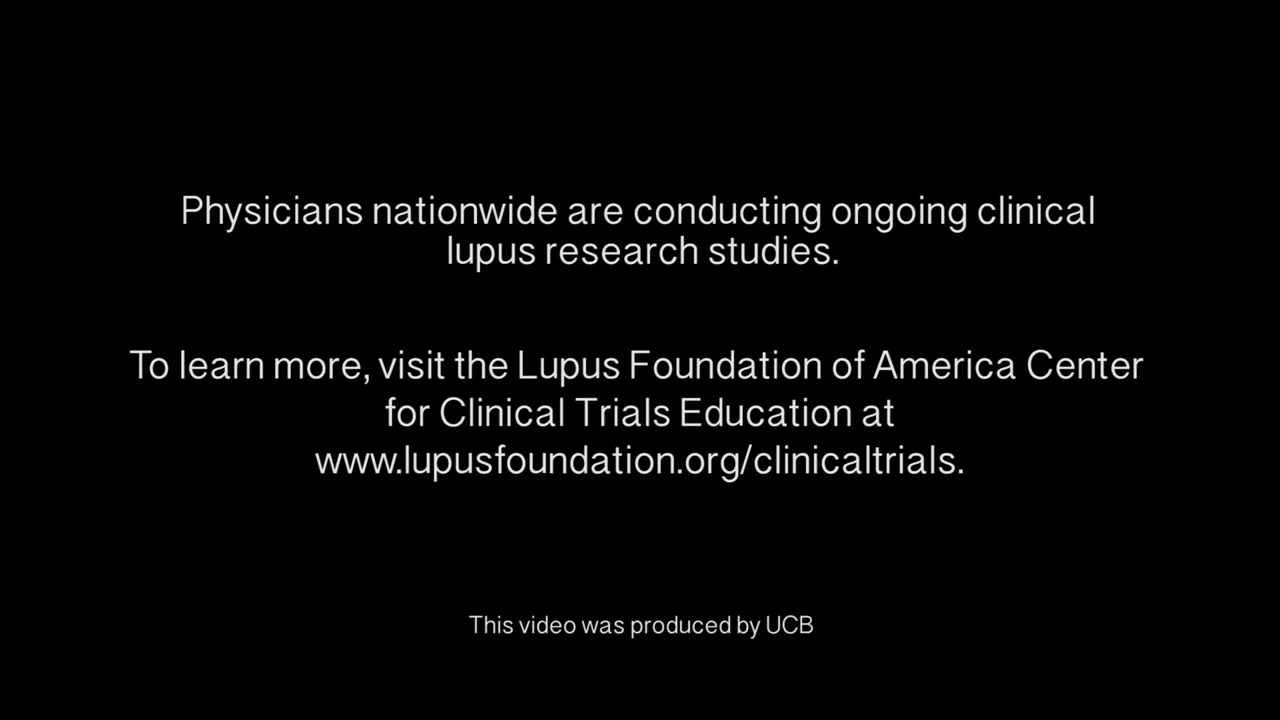 Physicians nationwide are conducting ongoing clinical
lupus research studies.
To learn more, visit the Lupus Foundation of America Center
for Clinical Trials Education at
www.lupusfoundation.org/clinicaltrials.
This video was produced by UCB